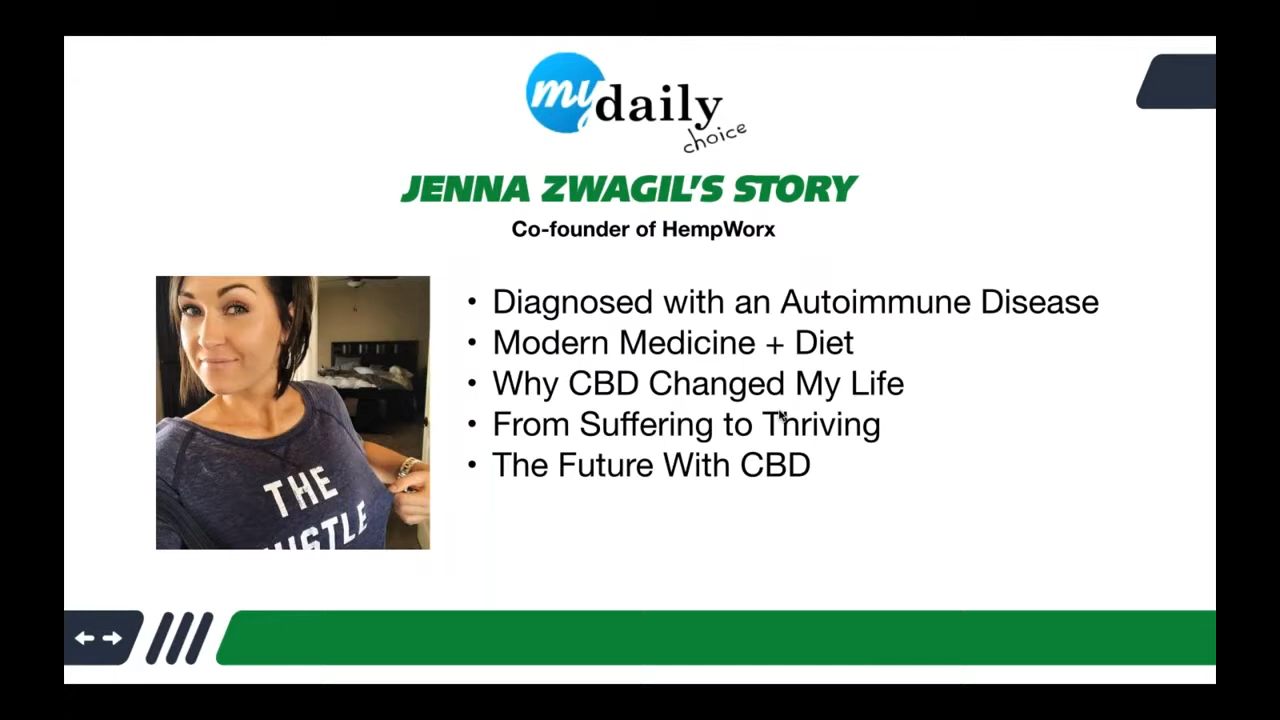 my daily
choice
JENNA ZWAGIL'S STORY
Co-founder of HempWorx
• Diagnosed with an Autoimmune Disease
• Modern Medicine + Diet
• Why CBD Changed My Life
• From Suffering to Thriving
• The Future With CBD
THE
USTLE